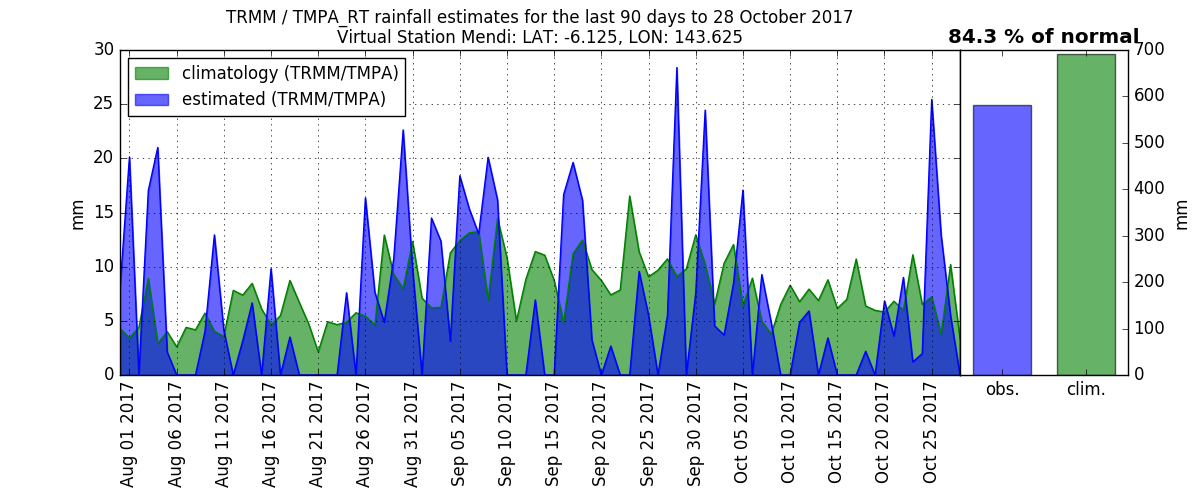 TRMM / TMPA_RT rainfall estimates for the last 90 days to 28 October 2017
Virtual Station Mendi: LAT: -6.125, LON: 143.625
84.3 % of normal
climatology (TRMM/TMPA)
estimated (TRMM/TMPA)
30
25
20
15
10
5
0
mm
700
600
500
400
300
200
100
0
mm
Aug 01 2017
Aug 06 2017
Aug 11 2017
Aug 16 2017
Aug 21 2017
Aug 26 2017
Aug 31 2017
Sep 05 2017
Sep 10 2017
Sep 15 2017
Sep 20 2017
Sep 25 2017
Sep 30 2017
Oct 05 2017
Oct 10 2017
Oct 15 2017
Oct 20 2017
Oct 25 2017
obs.
clim.